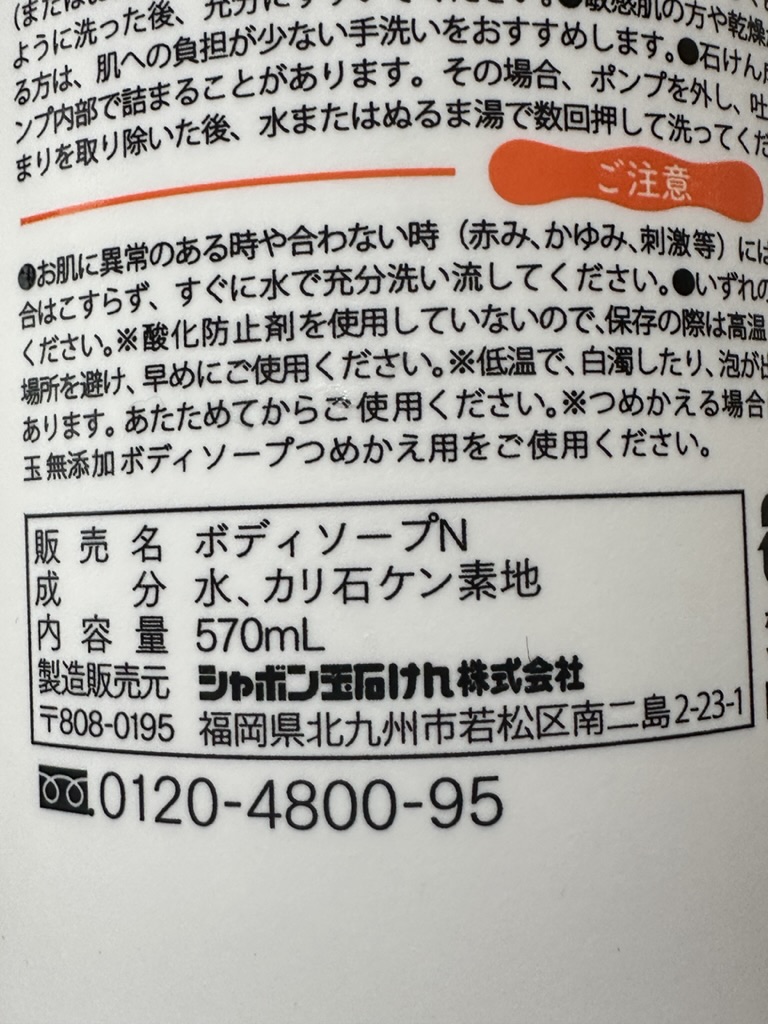 ように洗った後、充分に
敏感肌の方や乾燥
る方は、肌への負担が少ない手洗いをおすすめします。●石けん
ンプ内部で詰まることがあります。その場合、ポンプを外し、吐
まりを取り除いた後、水またはぬるま湯で数回押して洗ってくだ
ご注意
●お肌に異常のある時や合わない時（赤み、かゆみ、刺激等）には
合はこすらず、すぐに水で充分洗い流してください。●いずれの
ください。※酸化防止剤を使用していないので、保存の際は高温
場所を避け、早めにご使用ください。※低温で、白濁したり、泡が出
あります。あたためてからご使用ください。※つめかえる場合
玉無添加ボディソープつめかえ用をご使用ください。
販売名 ボディソープN
成分 水、カリ石ケン素地
内容量 570mL
製造販売元 シャボン玉石けん株式会社
〒808-0195 福岡県北九州市若松区南二島2-23-1
0120-4800-95